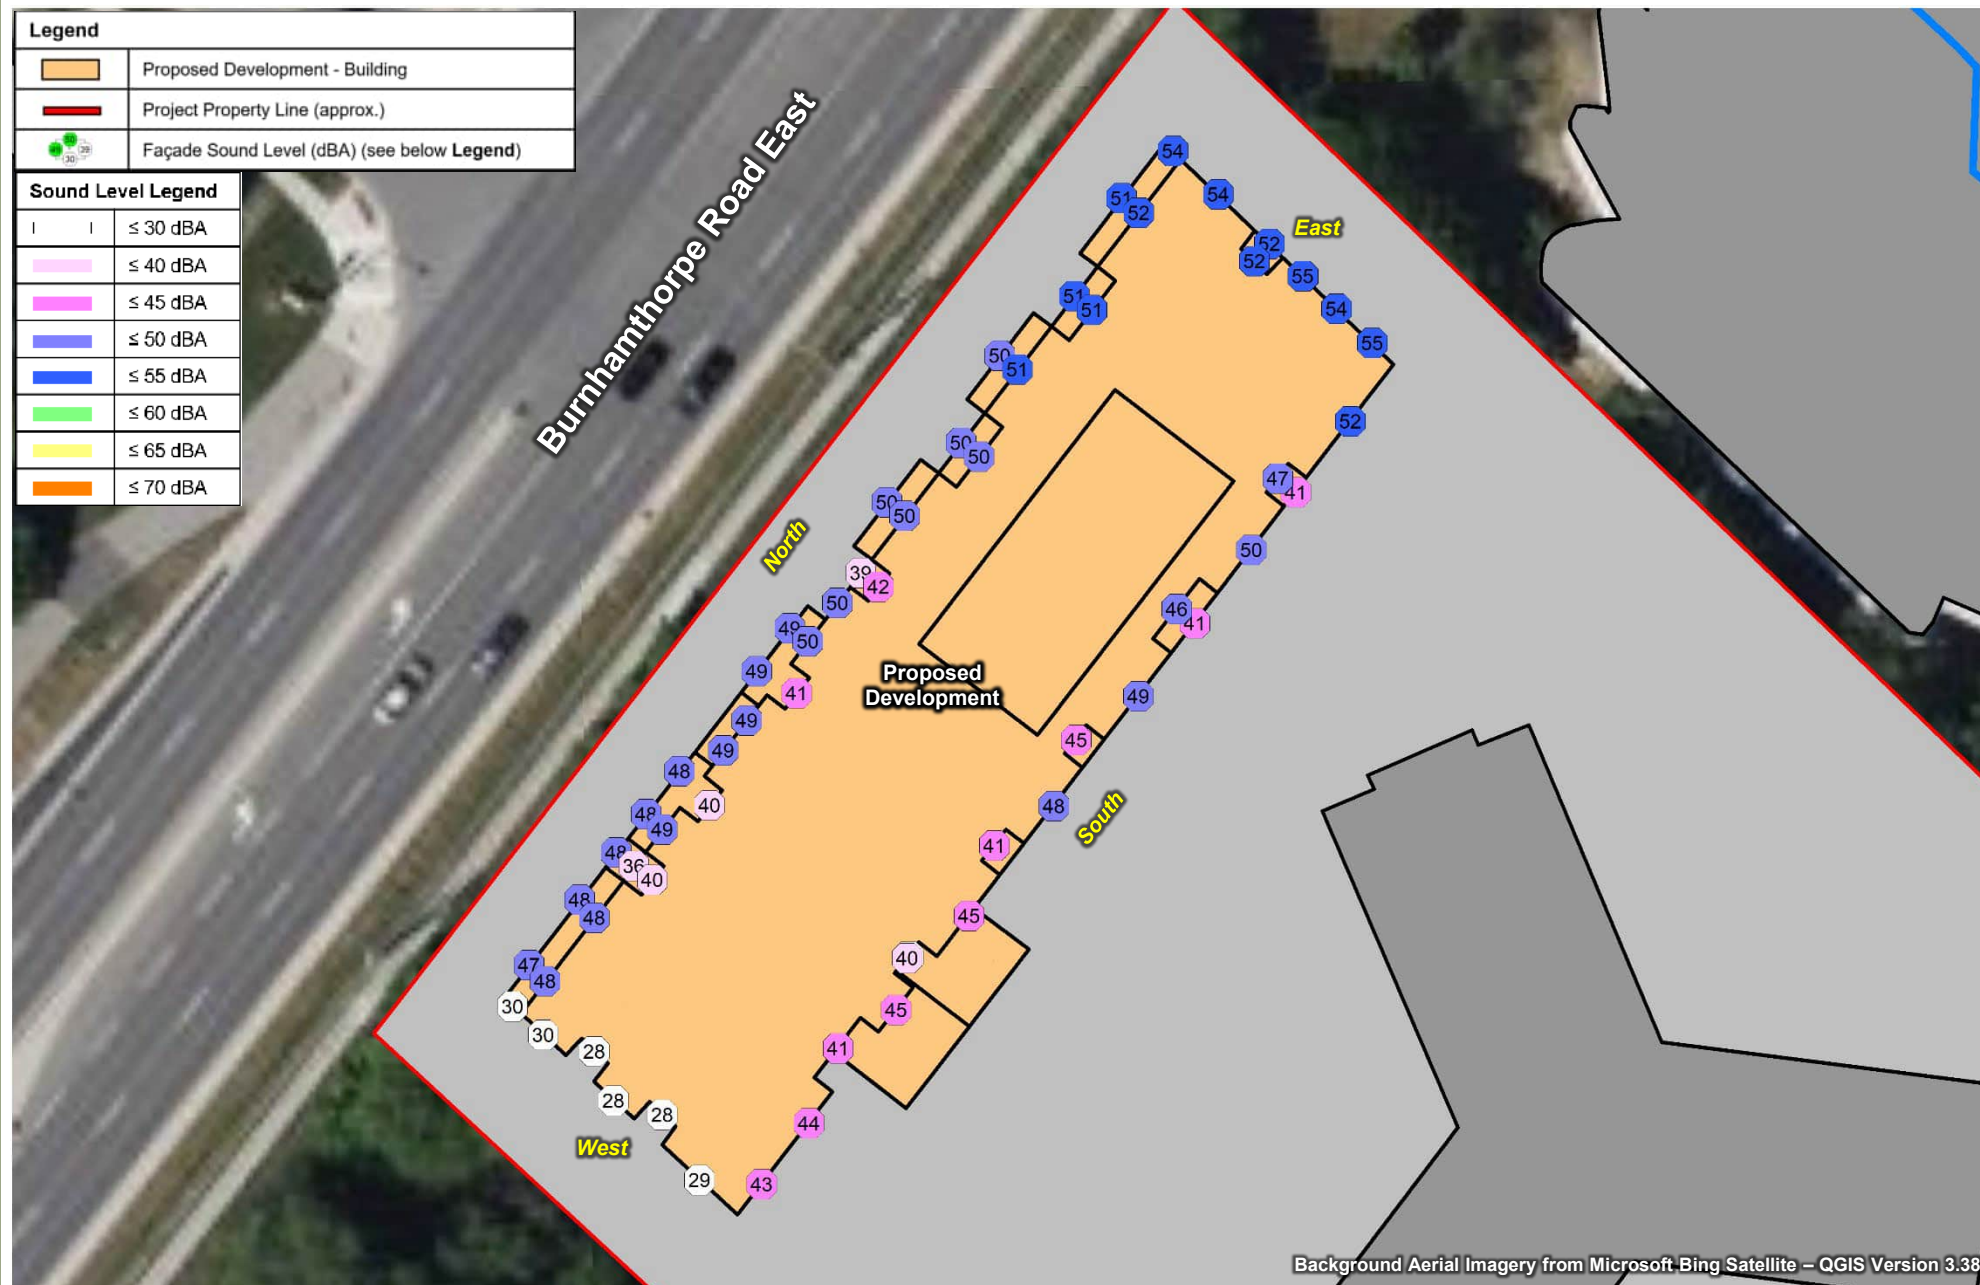 Legend
Proposed Development - Building
Project Property Line (approx.)
Façade Sound Level (dBA) (see below Legend)
Sound Level Legend
≤ 30 dBA
≤ 40 dBA
≤ 45 dBA
≤ 50 dBA
≤ 55 dBA
≤ 60 dBA
≤ 65 dBA
≤ 70 dBA
Burnhamthorpe Road East
54
54
51
52
East
52
52
55
51
51
54
55
50
51
52
50
50
47
41
50
50
North
50
39
42
50
46
41
49
50
49
Proposed
Development
41
49
49
45
49
48
40
48
South
48
49
41
48
36
40
48
48
45
40
47
48
30
45
30
28
41
28
28
44
West
29
43
Background Aerial Imagery from Microsoft Bing Satellite – QGIS Version 3.38